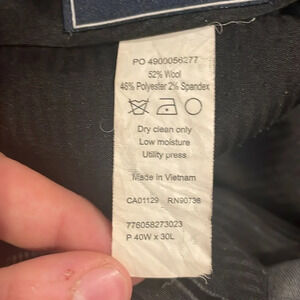 PO 4900056277
52% Wool
46% Polyester 2% Spandex
Dry clean only
Low moisture
Utility press
Made in Vietnam
CA01129 RN90736
776058273023
P 40W x 30L